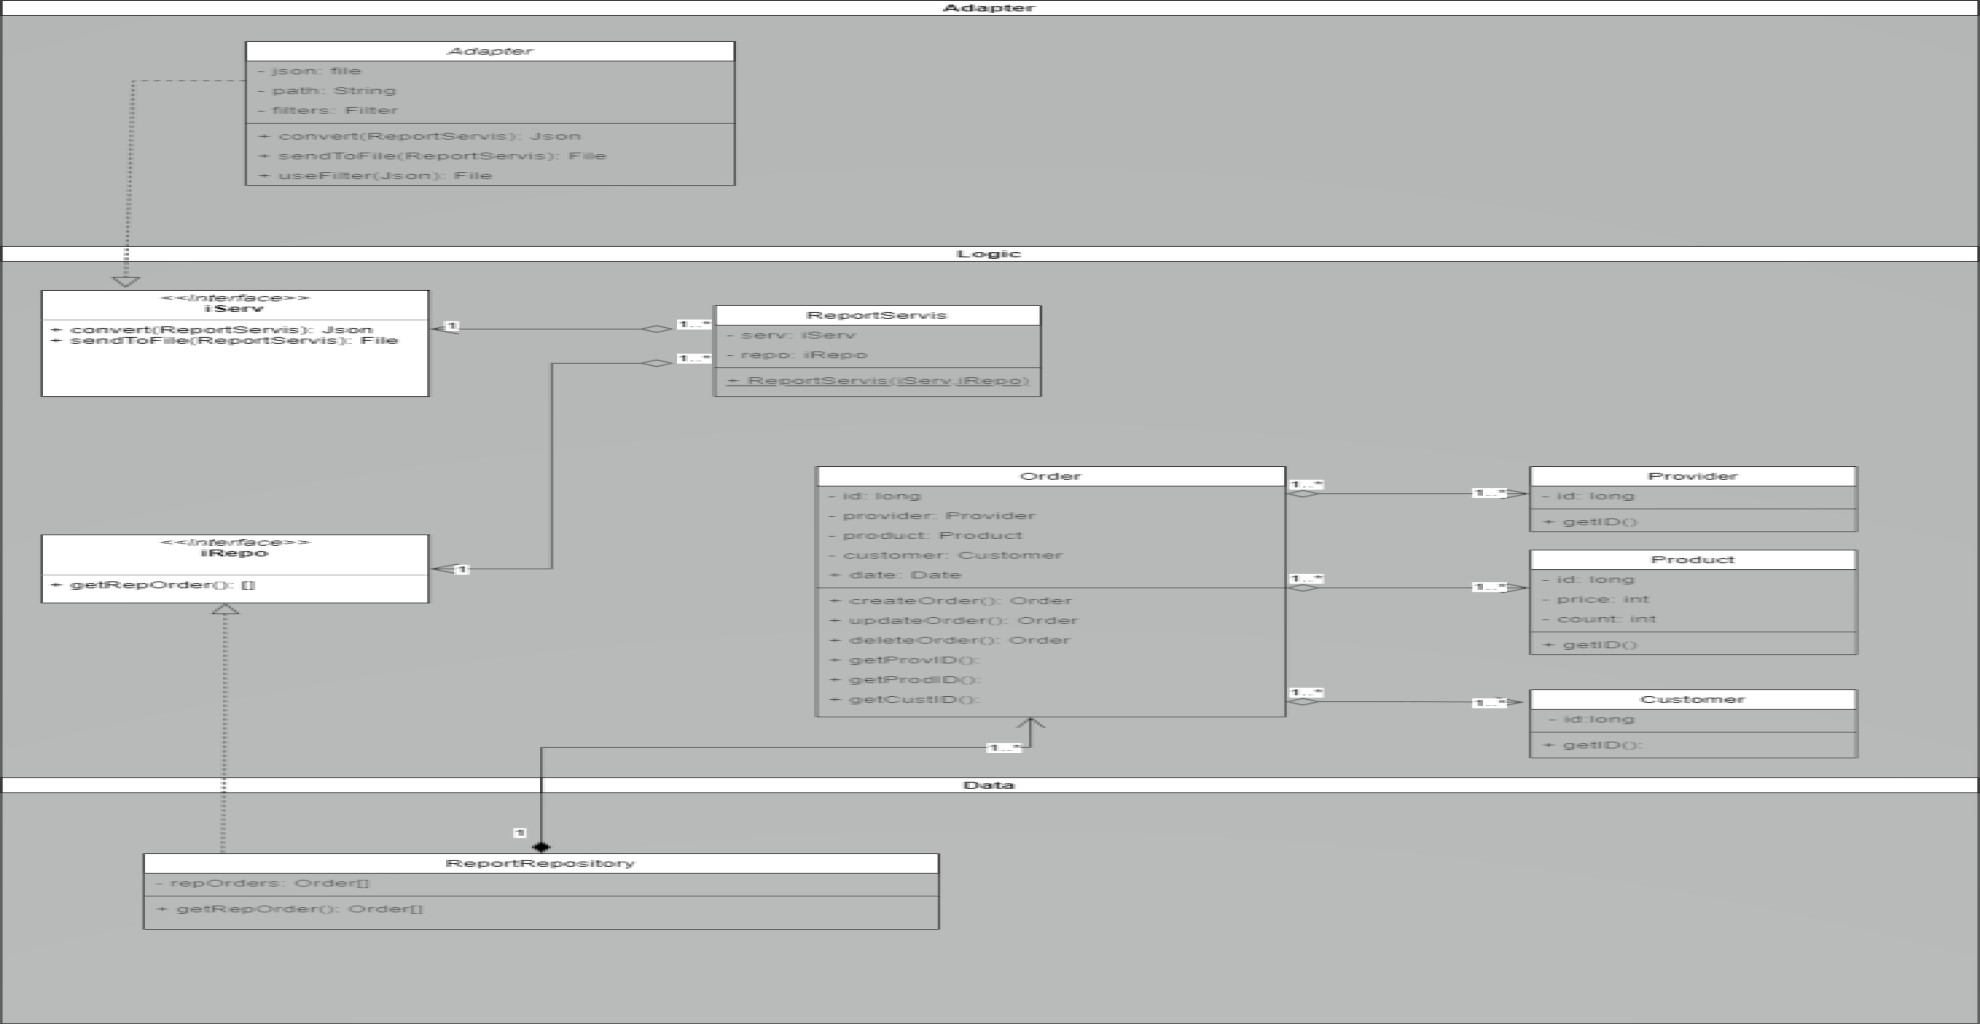 Adapter
Adapter
- json: file
- path: String
- filters: Filter
+ convert(ReportServis): Json
+ sendToFile(ReportServis): File
+ useFilter(Json): File
Logic
<<Interface>>
iServ
+ convert(ReportServis): Json
+ sendToFile(ReportServis): File
1
1...*
1...*
ReportServis
- serv: iServ
- repo: iRepo
+ ReportServis(iServ,iRepo)
<<Interface>>
iRepo
+ getRepOrder(): []
1
Order
- id: long
- provider: Provider
- product: Product
- customer: Customer
+ date: Date
+ createOrder(): Order
+ updateOrder(): Order
+ deleteOrder(): Order
+ getProvID():
+ getProdID():
+ getCustID():
1...*
1...*
Provider
- id: long
+ getID()
1...*
1...*
Product
- id: long
- price: int
- count: int
+ getID()
1...*
1...*
Customer
- id:long
+ getID():
1...*
Data
1
ReportRepository
- repOrders: Order[]
+ getRepOrder(): Order[]